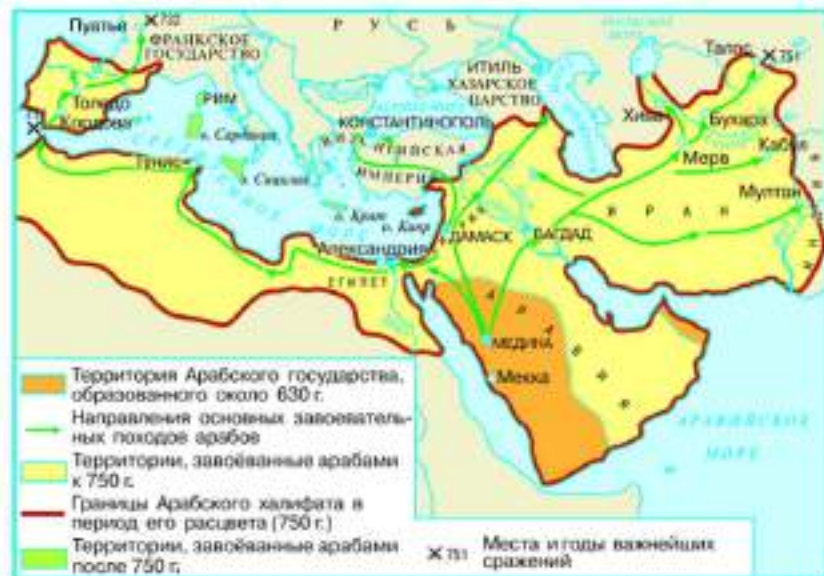 Р У С Ь
732
Пуатье
ФРАНКСКОЕ
ГОСУДАРСТВО
Талас
751
ИТИЛЬ
ХАЗАРСКОЕ
ЦАРСТВО
Толедо
Кордова
РИМ
о. Сардиния
КОНСТАНТИНОПОЛЬ
Хива
Бухара
Кабул
Мерв
Тунис
о. Сицилия
ИМПЕРИЯ
Мултан
И Р А Н
о. Крит
о. Кипр
ДАМАСК
БАГДАД
Александрия
ЕГИПЕТ
А Р А В И Я
МЕДИНА
Мекка
АРАВИЙСКОЕ
МОРЕ
Территория Арабского государства,
образованного около 630 г.
Направления основных завоеватель-
ных походов арабов
Территории, завоёванные арабами
к 750 г.
Границы Арабского халифата в
период его расцвета (750 г.)
Территории, завоёванные арабами
после 750 г.
751
Места и годы важнейших
сражений